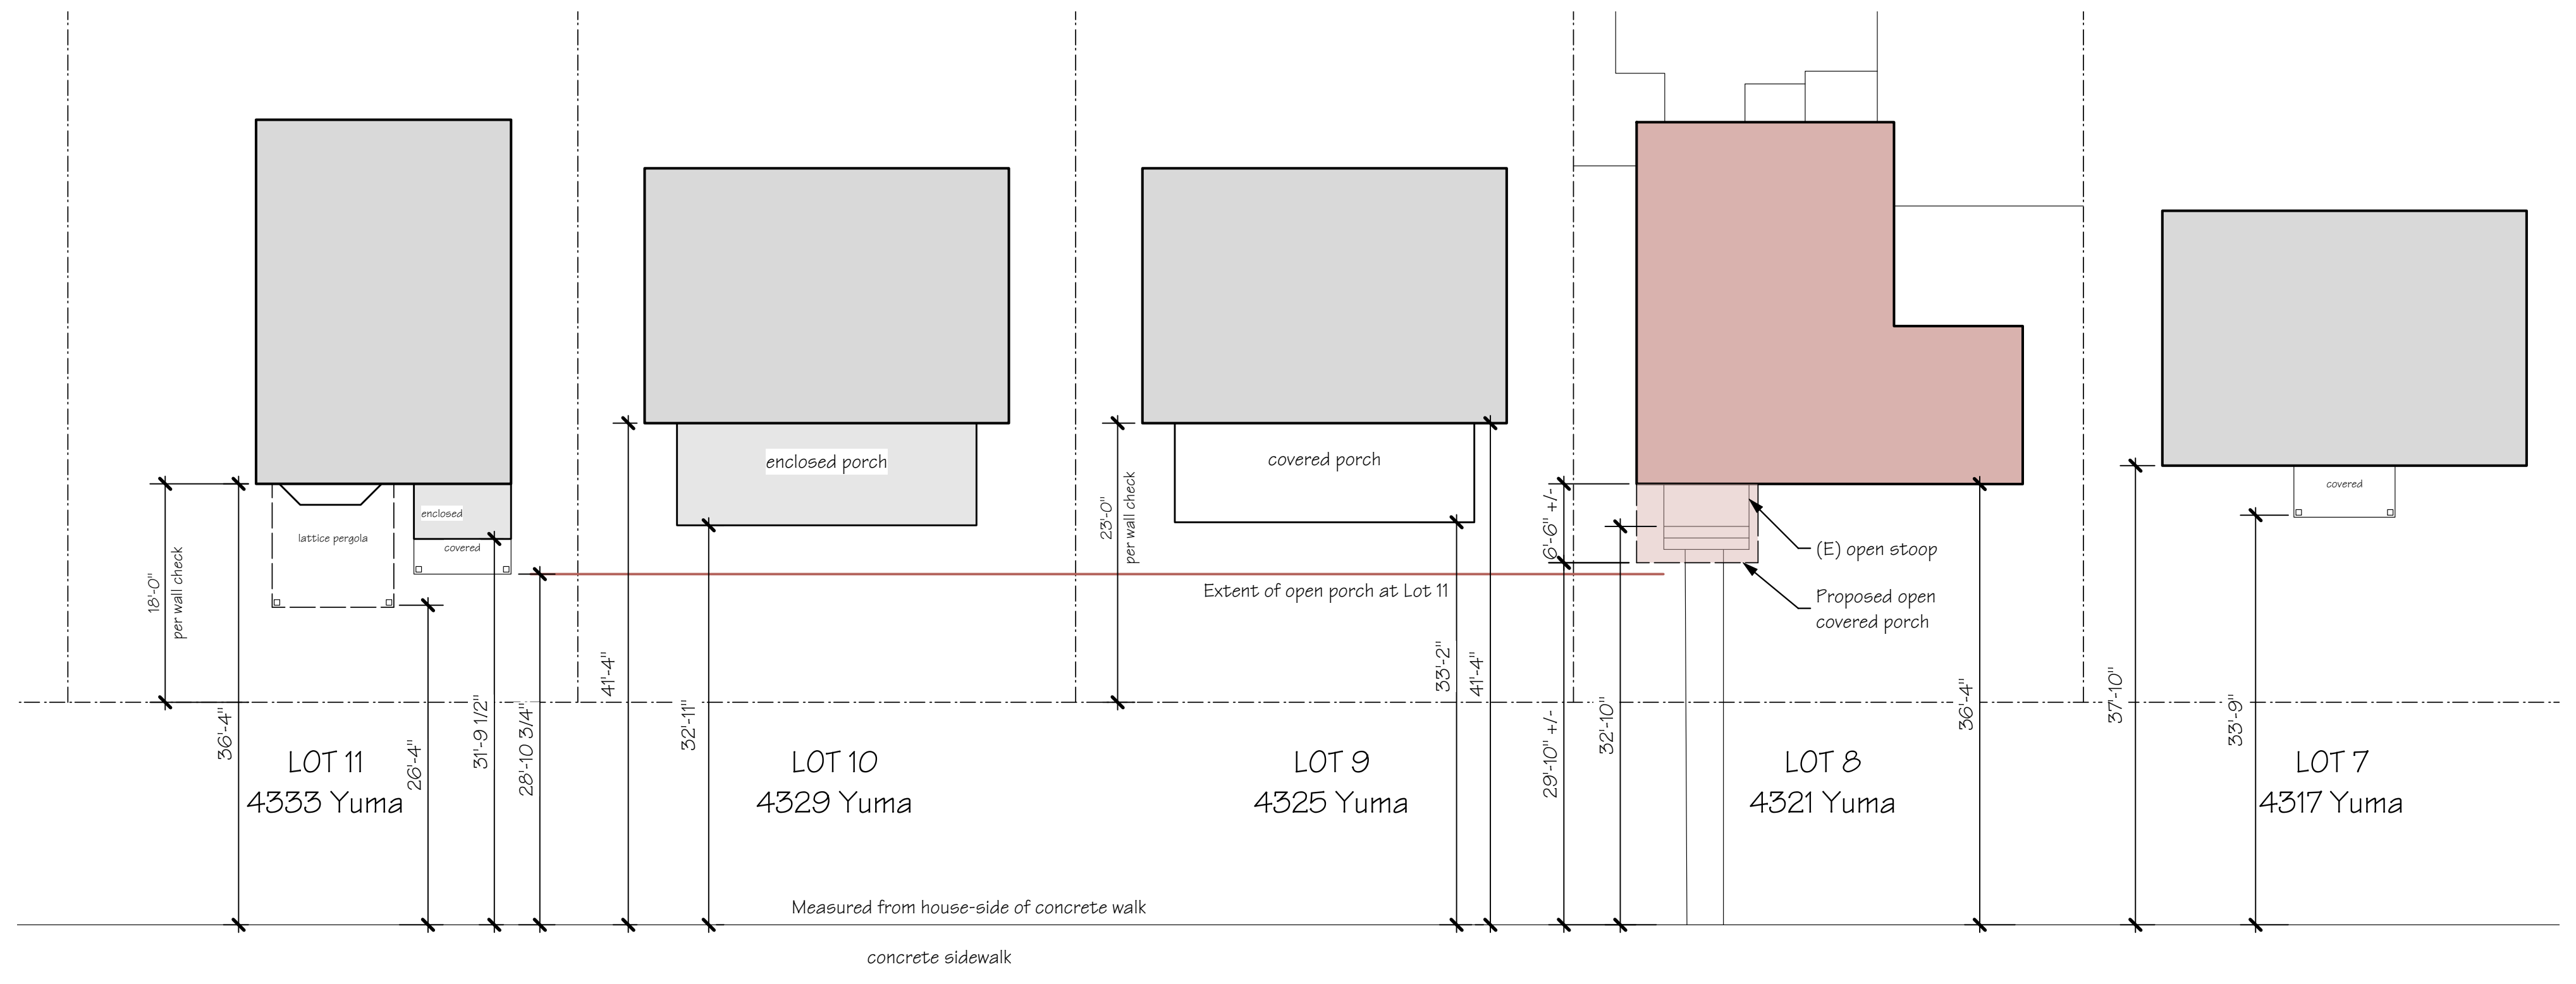 enclosed porch
covered porch
covered
enclosed
lattice pergola
covered
6'-6" +/-
(E) open stoop
Extent of open porch at Lot 11
Proposed open
covered porch
18'-0"
per wall check
23'-0"
per wall check
36'-4"
26'-4"
31'-9 1/2"
28'-10 3/4"
41'-4"
32'-11"
33'-2"
41'-4"
29'-10" +/-
32'-10"
36'-4"
37'-10"
33'-9"
LOT 11
4333 Yuma
LOT 10
4329 Yuma
LOT 9
4325 Yuma
LOT 8
4321 Yuma
LOT 7
4317 Yuma
Measured from house-side of concrete walk
concrete sidewalk